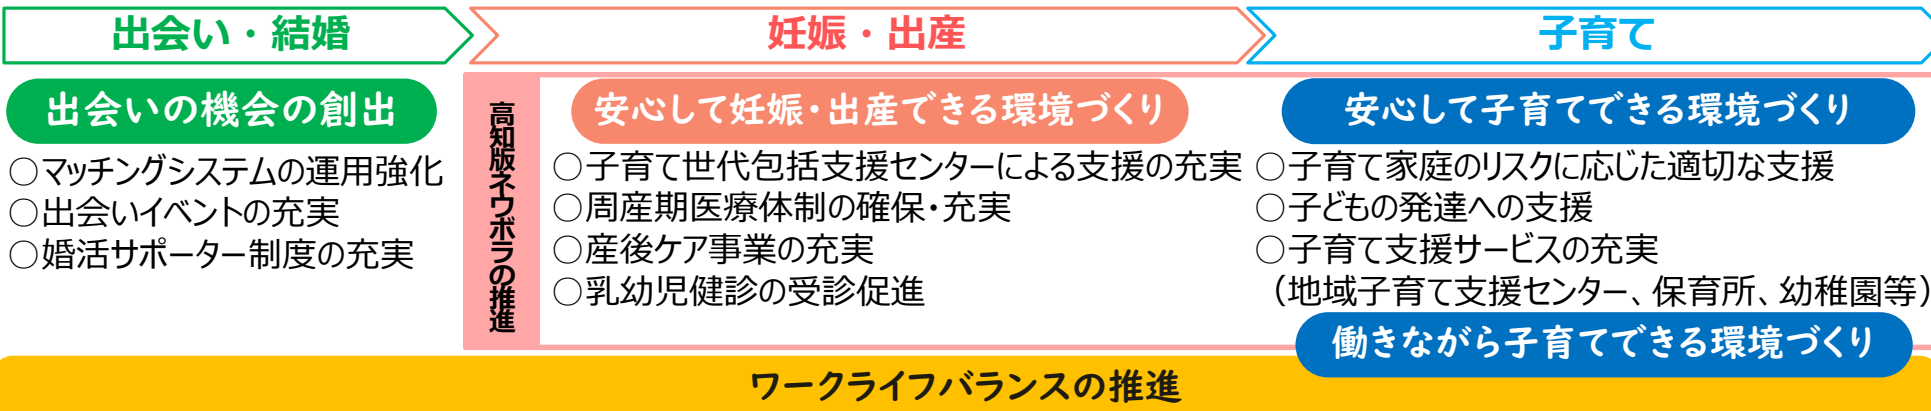 出会い・結婚
妊娠・出産
子育て
出会いの機会の創出
○マッチングシステムの運用強化
○出会いイベントの充実
○婚活サポーター制度の充実
高知版ネウボラの推進
安心して妊娠・出産できる環境づくり
○子育て世代包括支援センターによる支援の充実
○周産期医療体制の確保・充実
○産後ケア事業の充実
○乳幼児健診の受診促進
安心して子育てできる環境づくり
○子育て家庭のリスクに応じた適切な支援
○子どもの発達への支援
○子育て支援サービスの充実
（地域子育て支援センター、保育所、幼稚園等）
働きながら子育てできる環境づくり
ワークライフバランスの推進